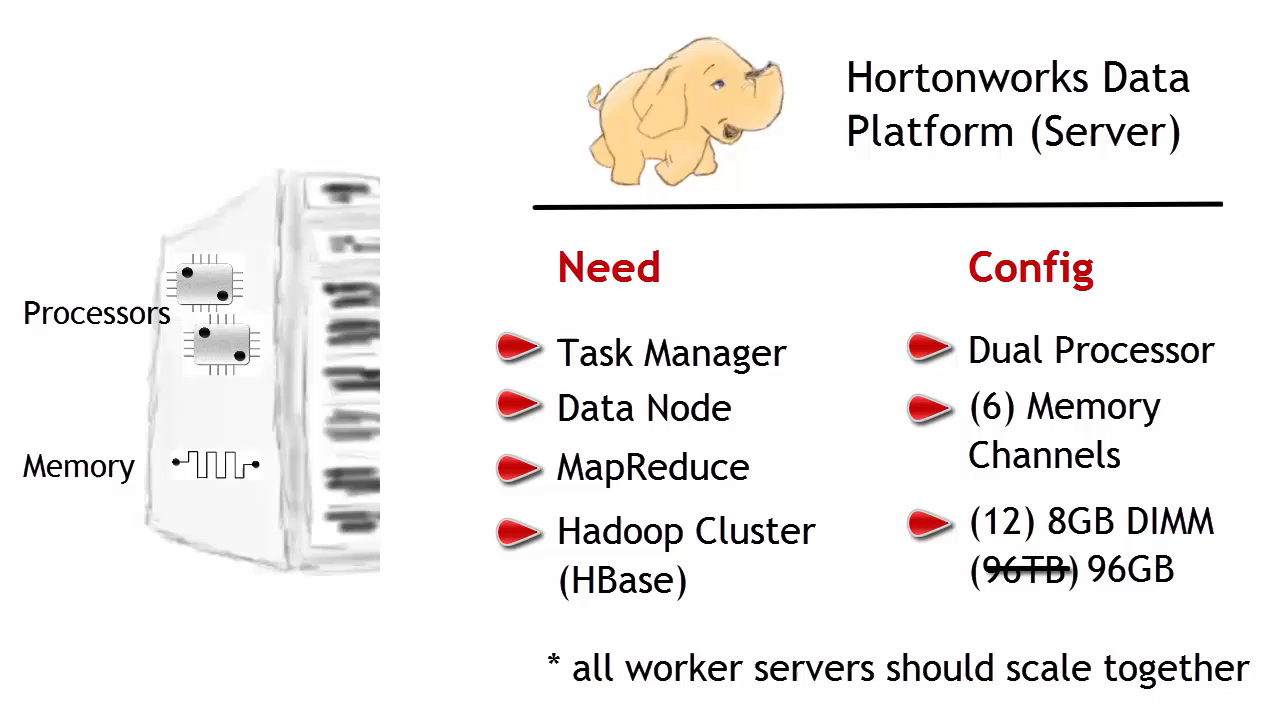 Hortonworks Data
Platform (Server)
Processors
Memory
Need
Task Manager
Data Node
MapReduce
Hadoop Cluster
(HBase)
Config
Dual Processor
(6) Memory
Channels
(12) 8GB DIMM
(96TB) 96GB
* all worker servers should scale together